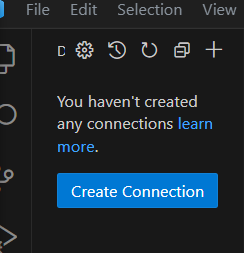 File Edit Selection View
D
You haven't created
any connections learn
more.
Create Connection